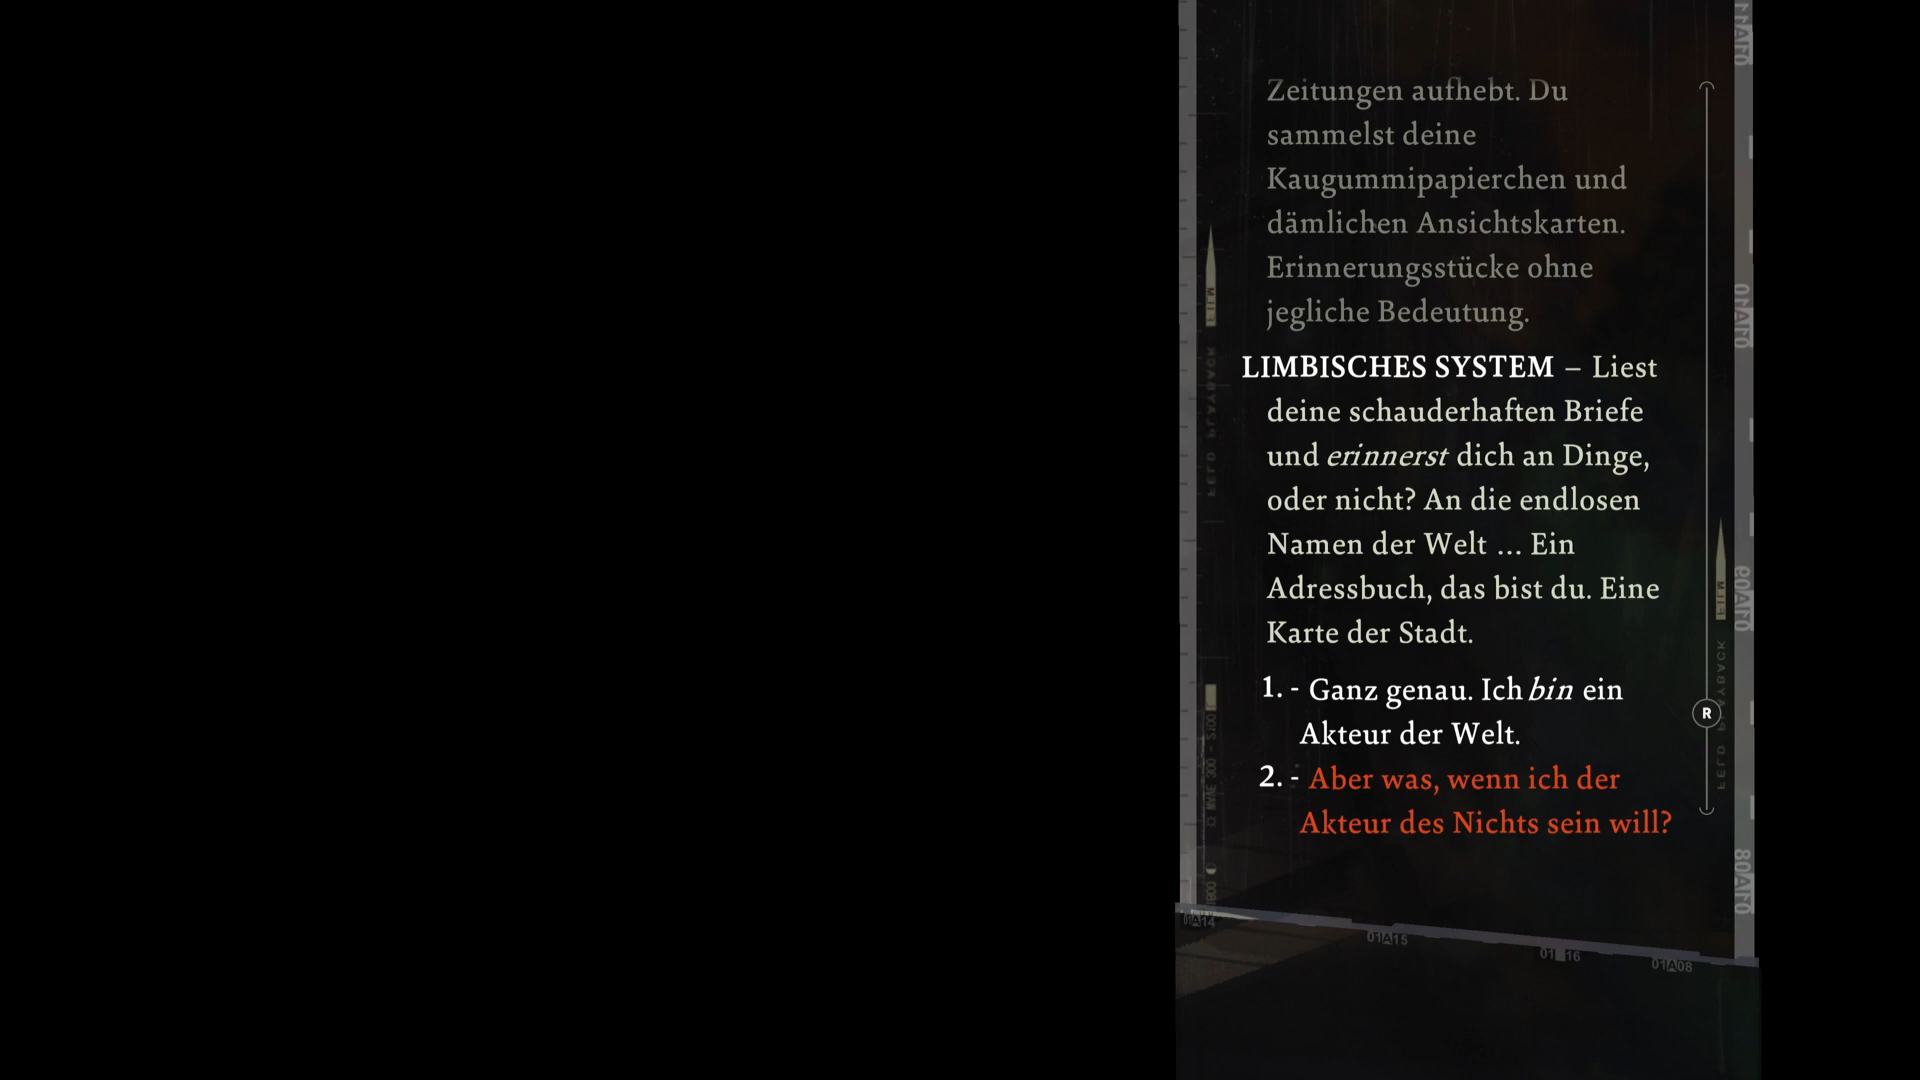 Zeitungen aufhebt. Du
sammelst deine
Kaugummipapierchen und
dämlichen Ansichtskarten.
Erinnerungsstücke ohne
jegliche Bedeutung.
LIMBISCHES SYSTEM – Liest
deine schauderhaften Briefe
und erinnerst dich an Dinge,
oder nicht? An die endlosen
Namen der Welt ... Ein
Adressbuch, das bist du. Eine
Karte der Stadt.
1. - Ganz genau. Ich bin ein
Akteur der Welt.
2. - Aber was, wenn ich der
Akteur des Nichts sein will?
R
01A15
01A08